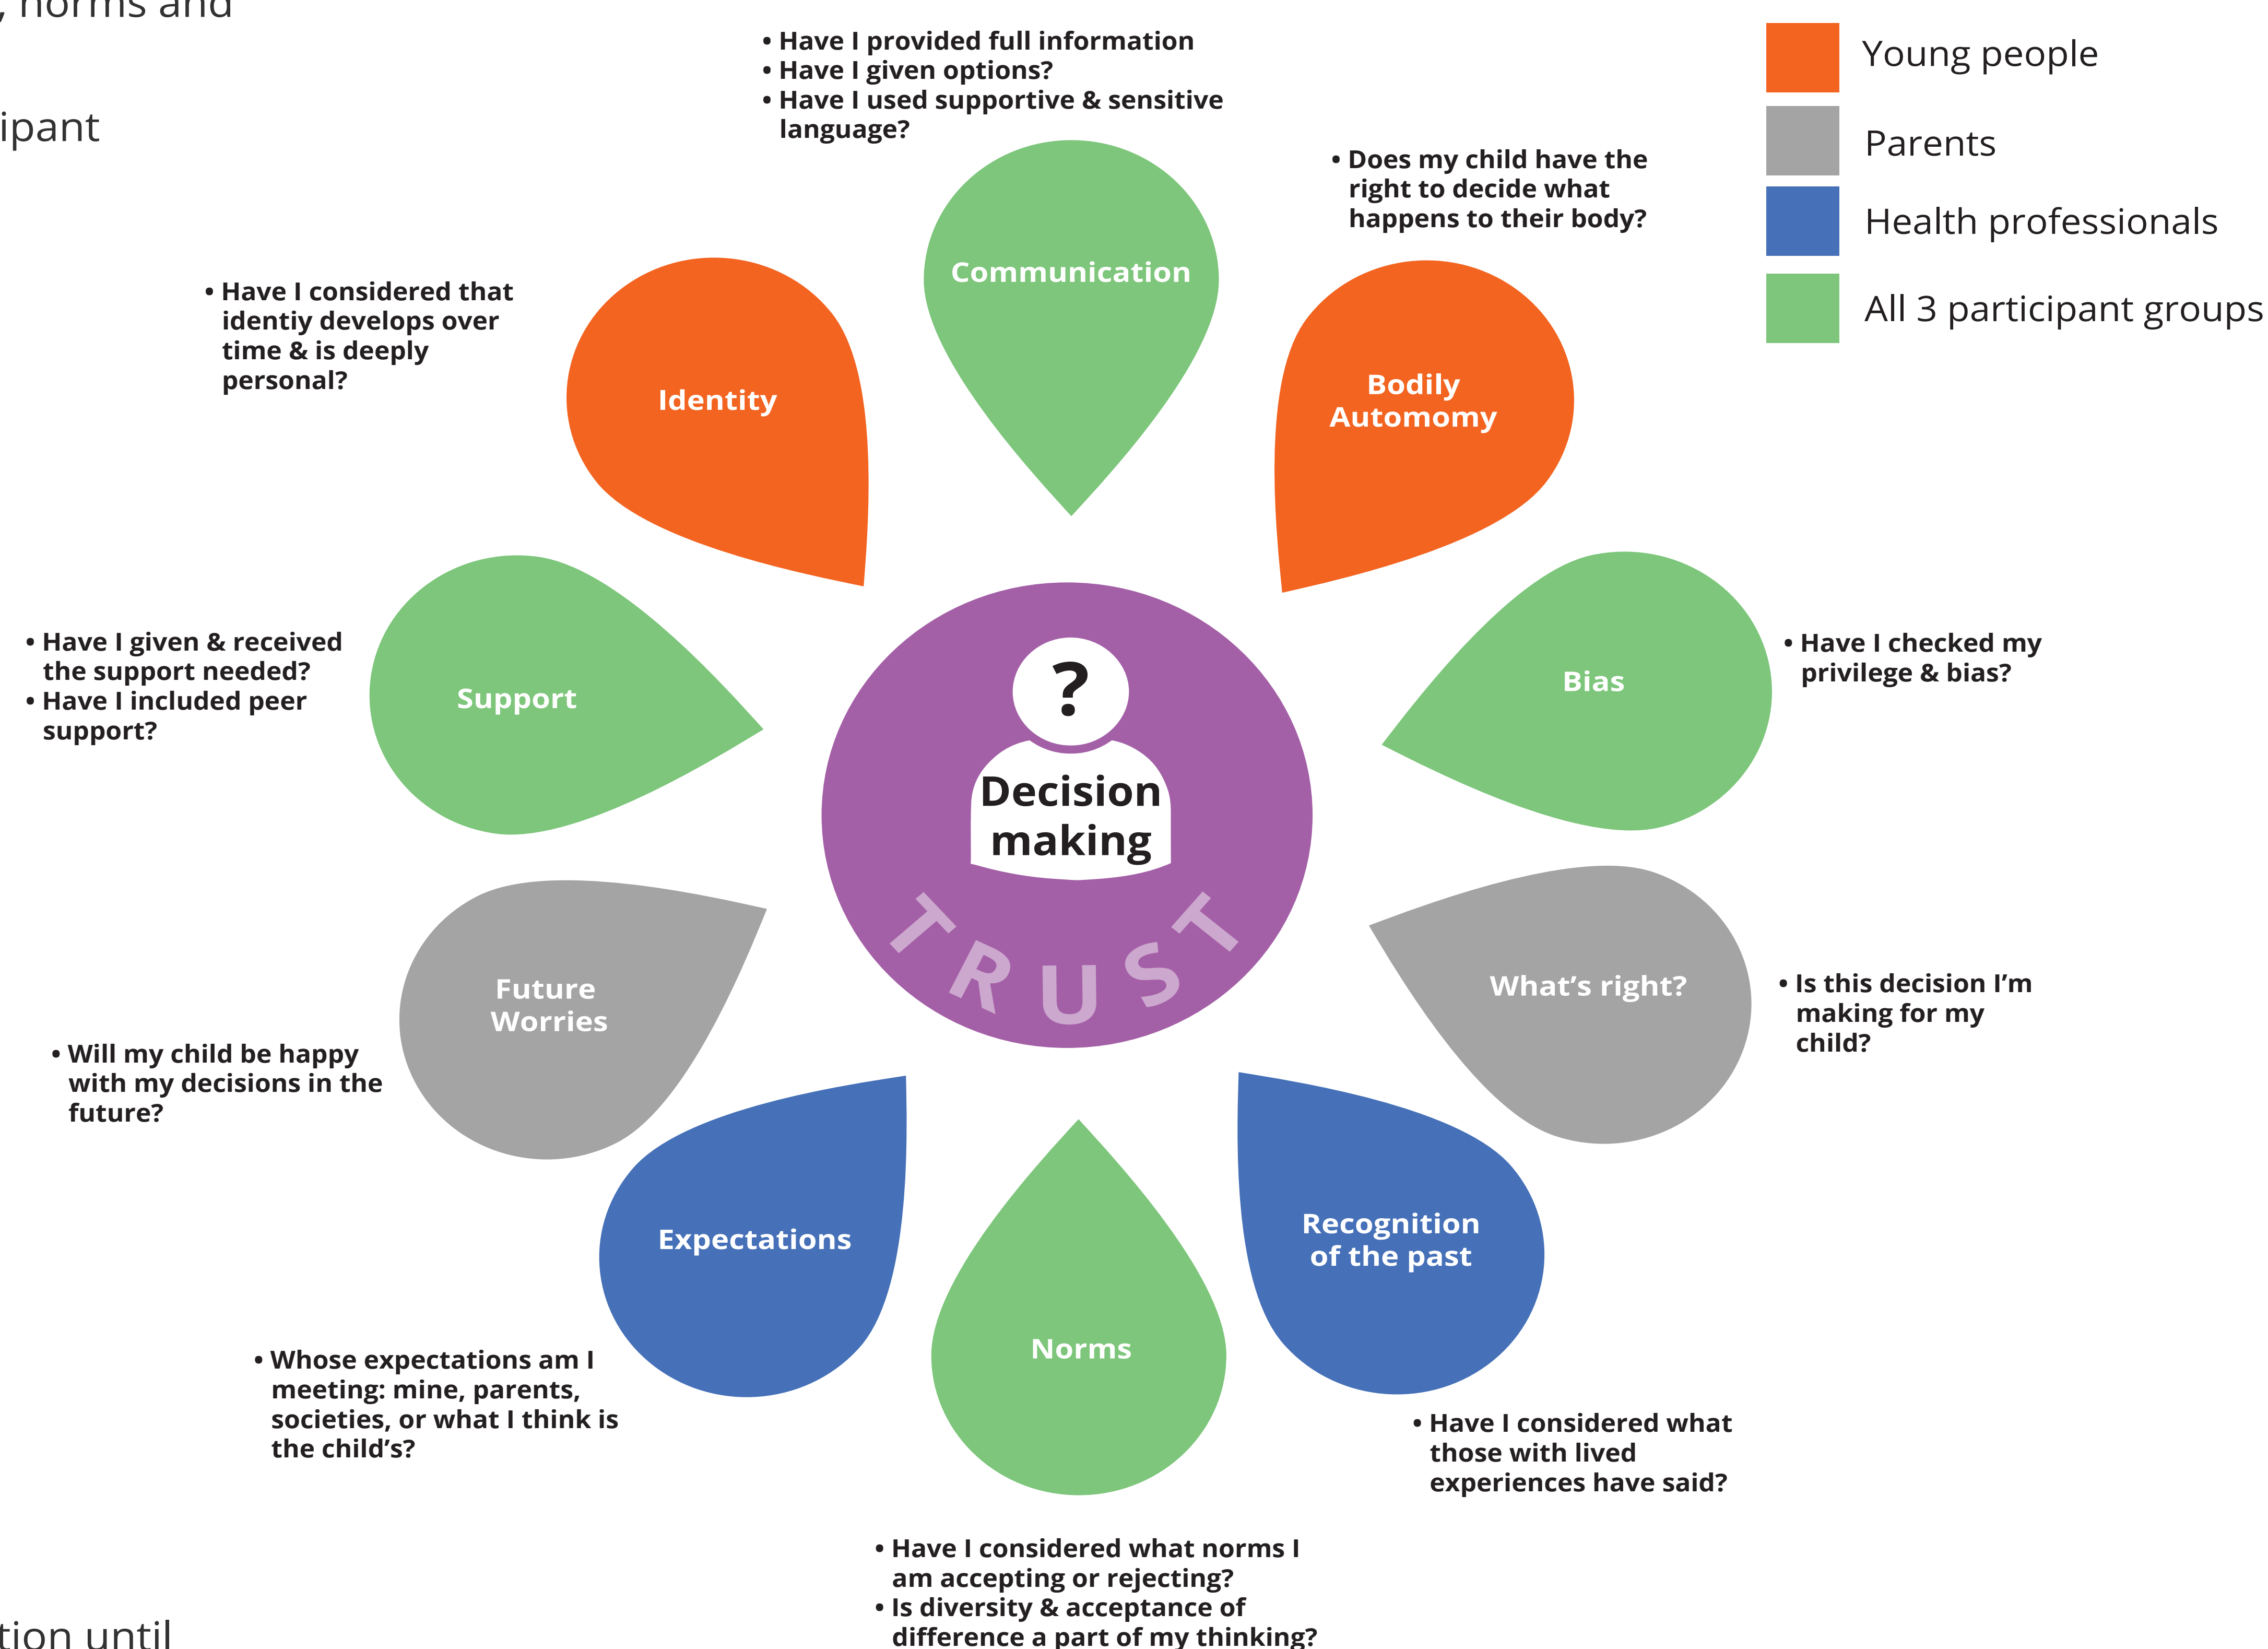 , norms and
ipant
tion until
• Have I provided full information
• Have I given options?
• Have I used supportive & sensitive
language?
Communication
• Does my child have the
right to decide what
happens to their body?
Bodily
Automomy
• Have I checked my
privilege & bias?
Bias
• Is this decision I’m
making for my
child?
What’s right?
Recognition
of the past
• Have I considered what
those with lived
experiences have said?
Norms
• Have I considered what norms I
am accepting or rejecting?
• Is diversity & acceptance of
difference a part of my thinking?
Expectations
• Whose expectations am I
meeting: mine, parents,
societies, or what I think is
the child’s?
Future
Worries
• Will my child be happy
with my decisions in the
future?
Support
• Have I given & received
the support needed?
• Have I included peer
support?
Identity
• Have I considered that
identiy develops over
time & is deeply
personal?
?
Decision
making
TRUST
Young people
Parents
Health professionals
All 3 participant groups